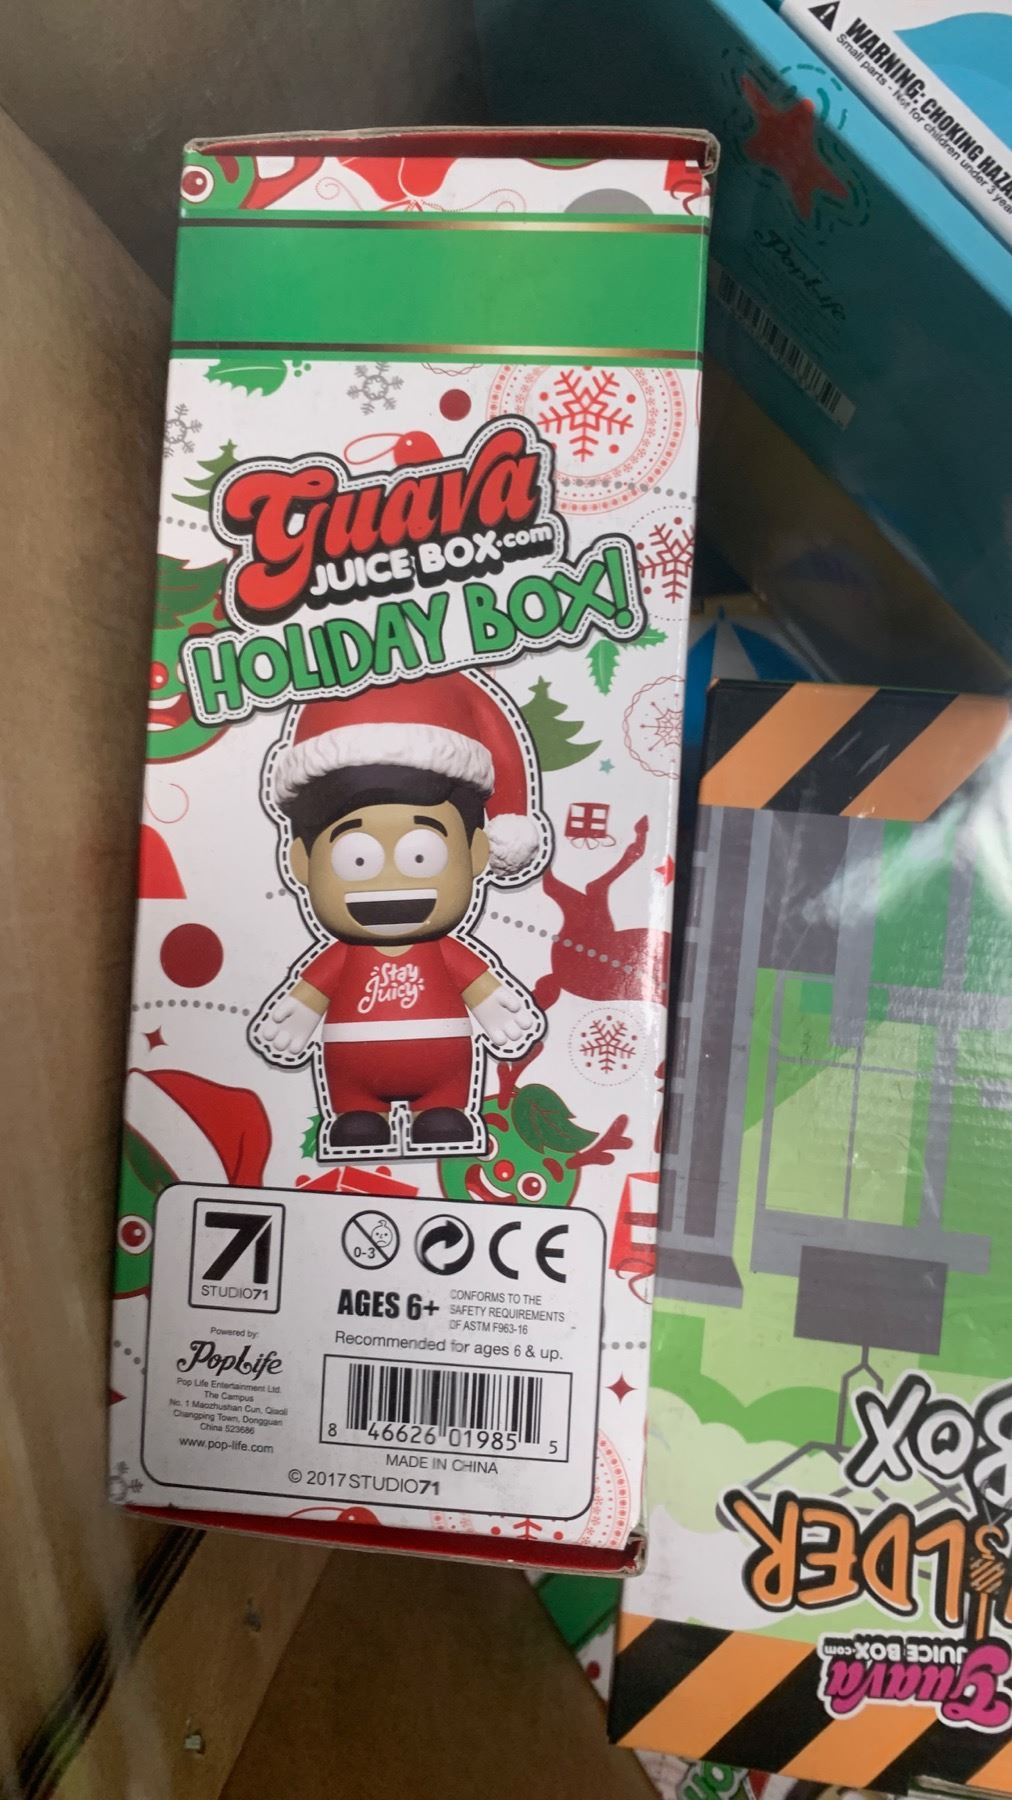 WARNING: CHOKING HAZA
Small parts - Not for children under 3 yea
PopLife
Guava
JUICE BOX.com
HOLIDAY BOX!
Stay
Juicy
71
STUDIO71
0-3
CE
AGES 6+
CONFORMS TO THE
SAFETY REQUIREMENTS
OF ASTM F963-16
Recommended for ages 6 & up.
Powered by:
PopLife
Pop Life Entertainment Ltd.
The Campus
No. 1 Maozhushan Cun, Qiaoli
Changping Town, Dongguan
China 523686
www.pop-life.com
8 46626 01985 5
MADE IN CHINA
© 2017 STUDIO71
Guava
JUICE BOX.com
LDER
BOX